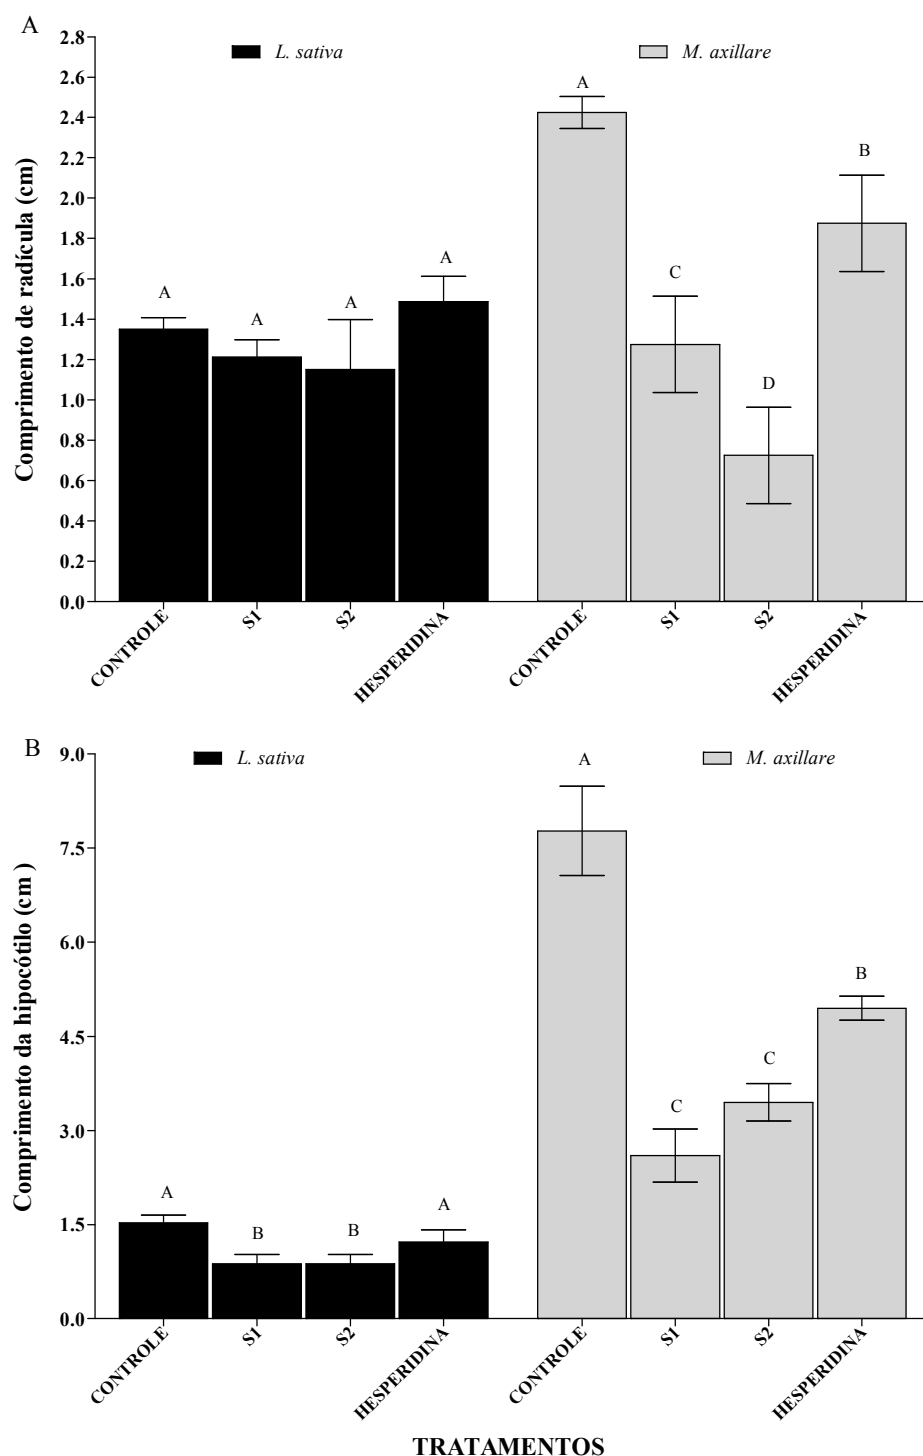 A
L. sativa
M. axillare
Comprimento de radícula (cm)
2.8
2.6
2.4
2.2
2.0
1.8
1.6
1.4
1.2
1.0
0.8
0.6
0.4
0.2
0.0
A
A
A
A
A
C
D
B
CONTROLE
S1
S2
HESPERIDINA
CONTROLE
S1
S2
HESPERIDINA
B
L. sativa
M. axillare
Comprimento da hipocótilo (cm )
9.0
7.5
6.0
4.5
3.0
1.5
0.0
A
B
B
A
A
C
C
B
CONTROLE
S1
S2
HESPERIDINA
CONTROLE
S1
S2
HESPERIDINA
TRATAMENTOS